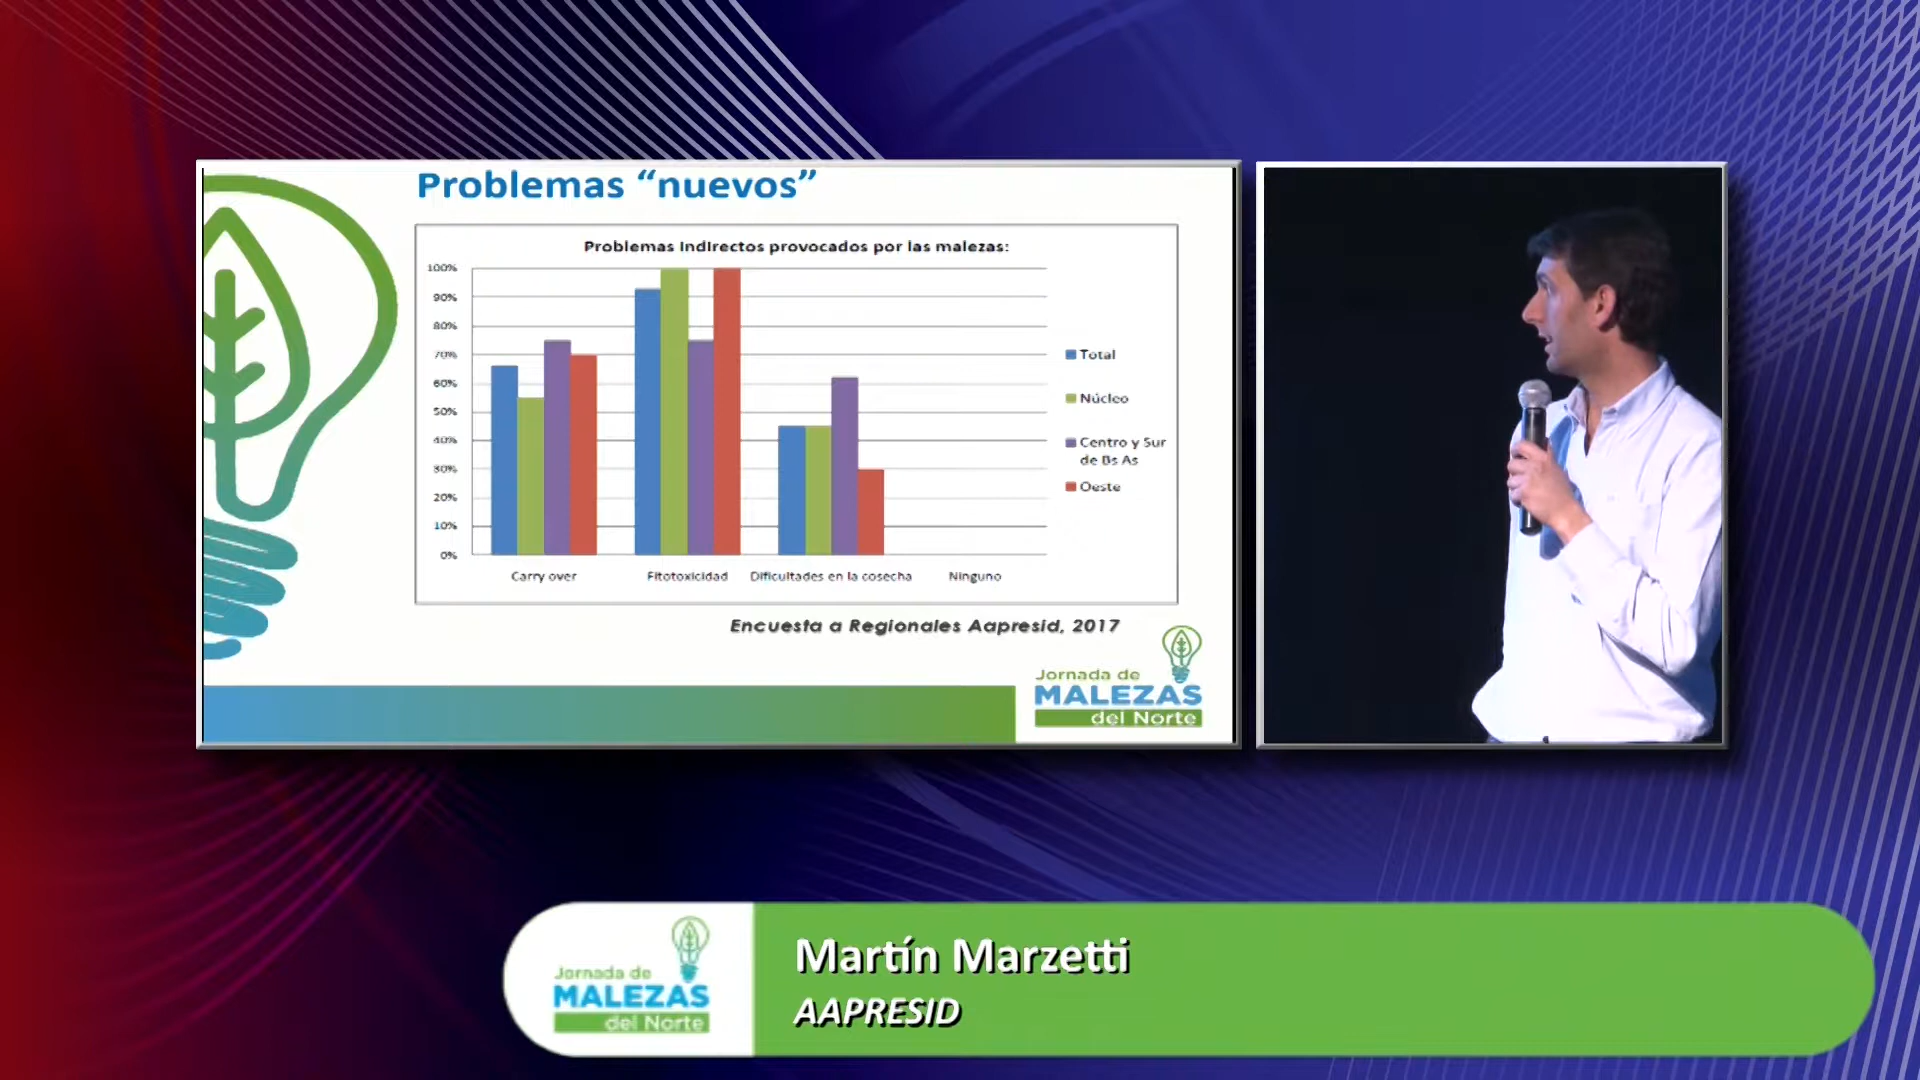 Problemas “nuevos”
Problemas indirectos provocados por las malezas:
100%
90%
80%
70%
60%
50%
40%
30%
20%
10%
0%
Carry over
Fitotoxicidad
Dificultades en la cosecha
Ninguno
Total
Núcleo
Centro y Sur
de Bs As
Oeste
Encuesta a Regionales Aapresid, 2017
Jornada de
MALEZAS
del Norte
Jornada de
MALEZAS
del Norte
Martín Marzetti
AAPRESID